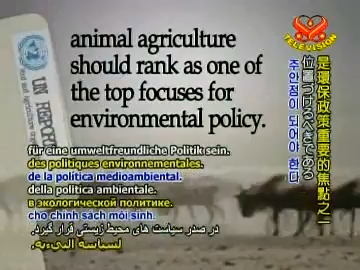 animal agriculture
should rank as one of
the top focuses for
environmental policy.
TELEVISION
UN REPORT
für eine umweltfreundliche Politik sein.
des politiques environnementales.
de la política medioambiental.
della politica ambientale.
в экологической политике.
cho chính sách môi sinh.
در صدر سیاست های محیط زیستی قرار گیرد.
لسياسة البيئية.
是環保政策重要的焦點之一
位置づけるべきである
주안점이 되어야 한다